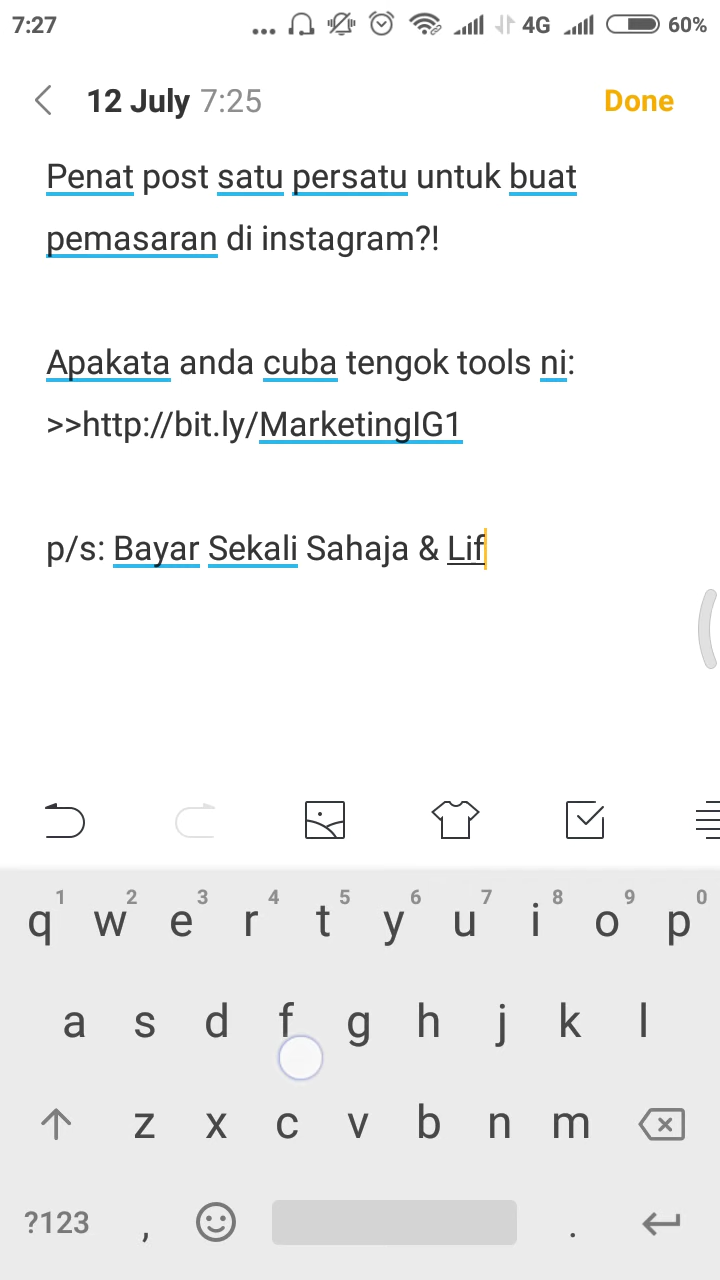 7:27 ... 4G 60%
12 July 7:25 Done
Penat post satu persatu untuk buat
pemasaran di instagram?!
Apakata anda cuba tengok tools ni:
>>http://bit.ly/MarketingIG1
p/s: Bayar Sekali Sahaja & Lif
1 2 3 4 5 6 7 8 9 0
q w e r t y u i o p
a s d f g h j k l
z x c v b n m
?123 , .